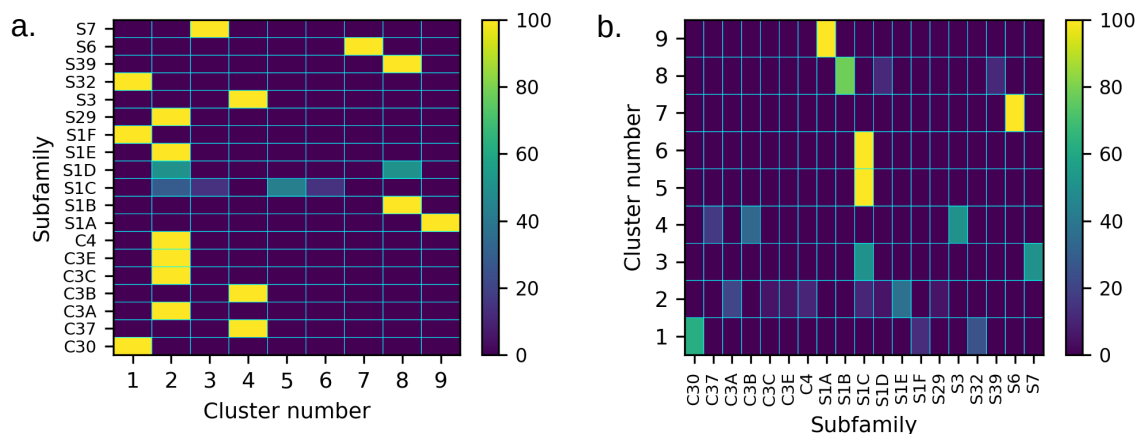 a.
Subfamily
S7
S6
S39
S32
S3
S29
S1F
S1E
S1D
S1C
S1B
S1A
C4
C3E
C3C
C3B
C3A
C37
C30
1 2 3 4 5 6 7 8 9
Cluster number
100
80
60
40
20
0
b.
Cluster number
9
8
7
6
5
4
3
2
1
C30 C37 C3A C3B C3C C3E C4 S1A S1B S1C S1D S1E S1F S29 S3 S32 S39 S6 S7
Subfamily
100
80
60
40
20
0